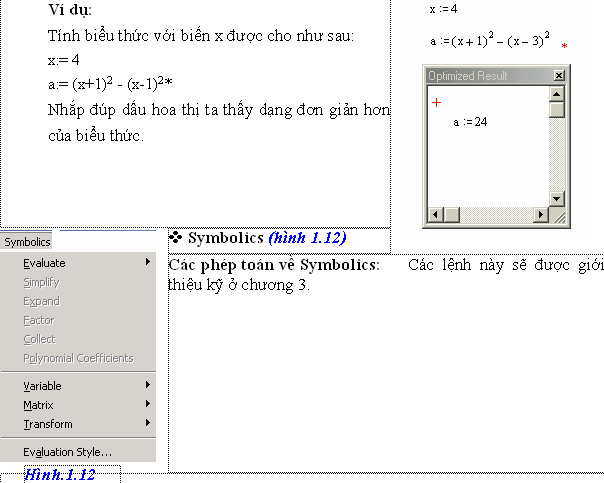 Ví dụ:
Tính biểu thức với biến x được cho như sau:
x:= 4
a:= (x+1)² - (x-1)²*
Nhắp đúp dấu hoa thị ta thấy dạng đơn giản hơn
của biểu thức.
x := 4
a := (x + 1)² − (x − 3)² *
Optimized Result
a := 24
❖ Symbolics (hình 1.12)
Các phép toán về Symbolics: Các lệnh này sẽ được giới
thiệu kỹ ở chương 3.
Symbolics
Evaluate
Simplify
Expand
Factor
Collect
Polynomial Coefficients
Variable
Matrix
Transform
Evaluation Style...
Hình.1.12